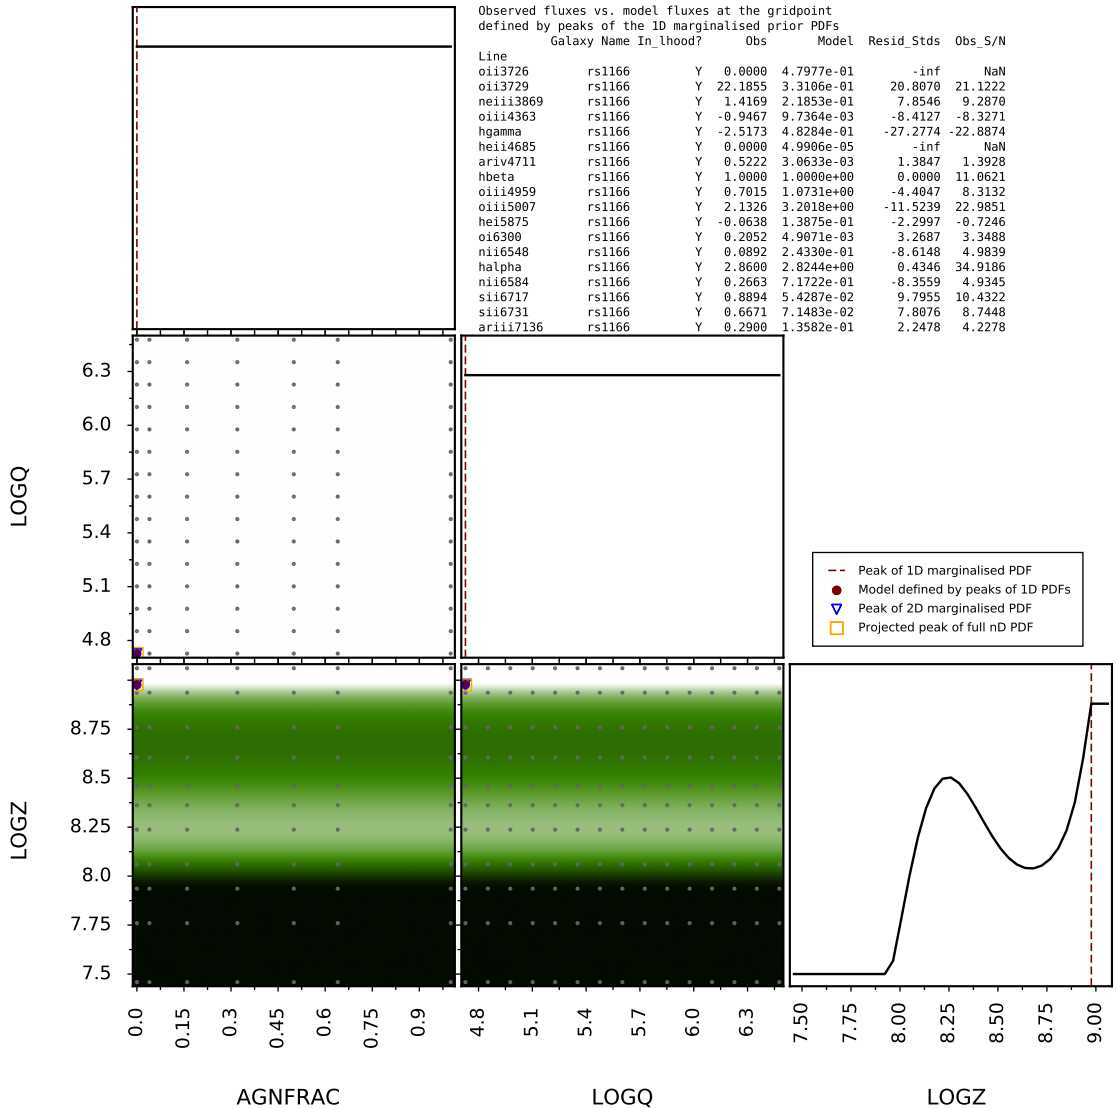 Observed fluxes vs. model fluxes at the gridpoint
defined by peaks of the 1D marginalised prior PDFs
Galaxy Name In_lhood? Obs Model Resid_Stds Obs_S/N
Line
oii3726 rs1166 Y 0.0000 4.7977e-01 -inf NaN
oii3729 rs1166 Y 22.1855 3.3106e-01 20.8070 21.1222
neiii3869 rs1166 Y 1.4169 2.1853e-01 7.8546 9.2870
oiii4363 rs1166 Y -0.9467 9.7364e-03 -8.4127 -8.3271
hgamma rs1166 Y -2.5173 4.8284e-01 -27.2774 -22.8874
heii4685 rs1166 Y 0.0000 4.9906e-05 -inf NaN
ariv4711 rs1166 Y 0.5222 3.0633e-03 1.3847 1.3928
hbeta rs1166 Y 1.0000 1.0000e+00 0.0000 11.0621
oiii4959 rs1166 Y 0.7015 1.0731e+00 -4.4047 8.3132
oiii5007 rs1166 Y 2.1326 3.2018e+00 -11.5239 22.9851
hei5875 rs1166 Y -0.0638 1.3875e-01 -2.2997 -0.7246
oi6300 rs1166 Y 0.2052 4.9071e-03 3.2687 3.3488
nii6548 rs1166 Y 0.0892 2.4330e-01 -8.6148 4.9839
halpha rs1166 Y 2.8600 2.8244e+00 0.4346 34.9186
nii6584 rs1166 Y 0.2663 7.1722e-01 -8.3559 4.9345
sii6717 rs1166 Y 0.8894 5.4287e-02 9.7955 10.4322
sii6731 rs1166 Y 0.6671 7.1483e-02 7.8076 8.7448
ariii7136 rs1166 Y 0.2900 1.3582e-01 2.2478 4.2278
LOGQ
6.3
6.0
5.7
5.4
5.1
4.8
Peak of 1D marginalised PDF
Model defined by peaks of 1D PDFs
Peak of 2D marginalised PDF
Projected peak of full nD PDF
LOGZ
8.75
8.5
8.25
8.0
7.75
7.5
0.0 0.15 0.3 0.45 0.6 0.75 0.9
4.8 5.1 5.4 5.7 6.0 6.3
7.50 7.75 8.00 8.25 8.50 8.75 9.00
AGNFRAC LOGQ LOGZ